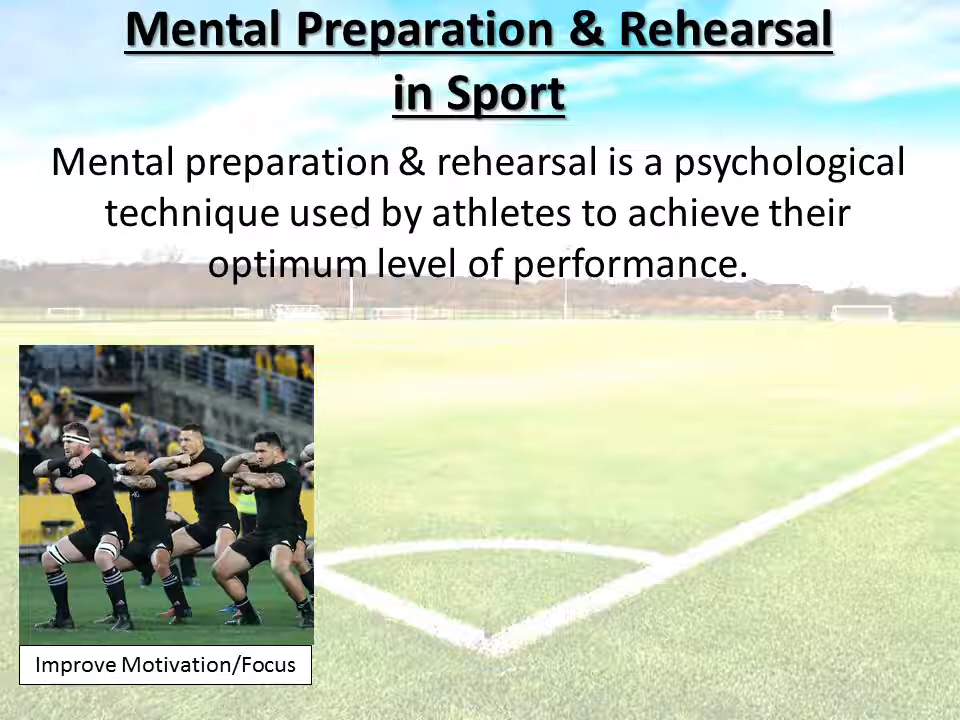 Mental Preparation & Rehearsal
in Sport
Mental preparation & rehearsal is a psychological
technique used by athletes to achieve their
optimum level of performance.
Improve Motivation/Focus